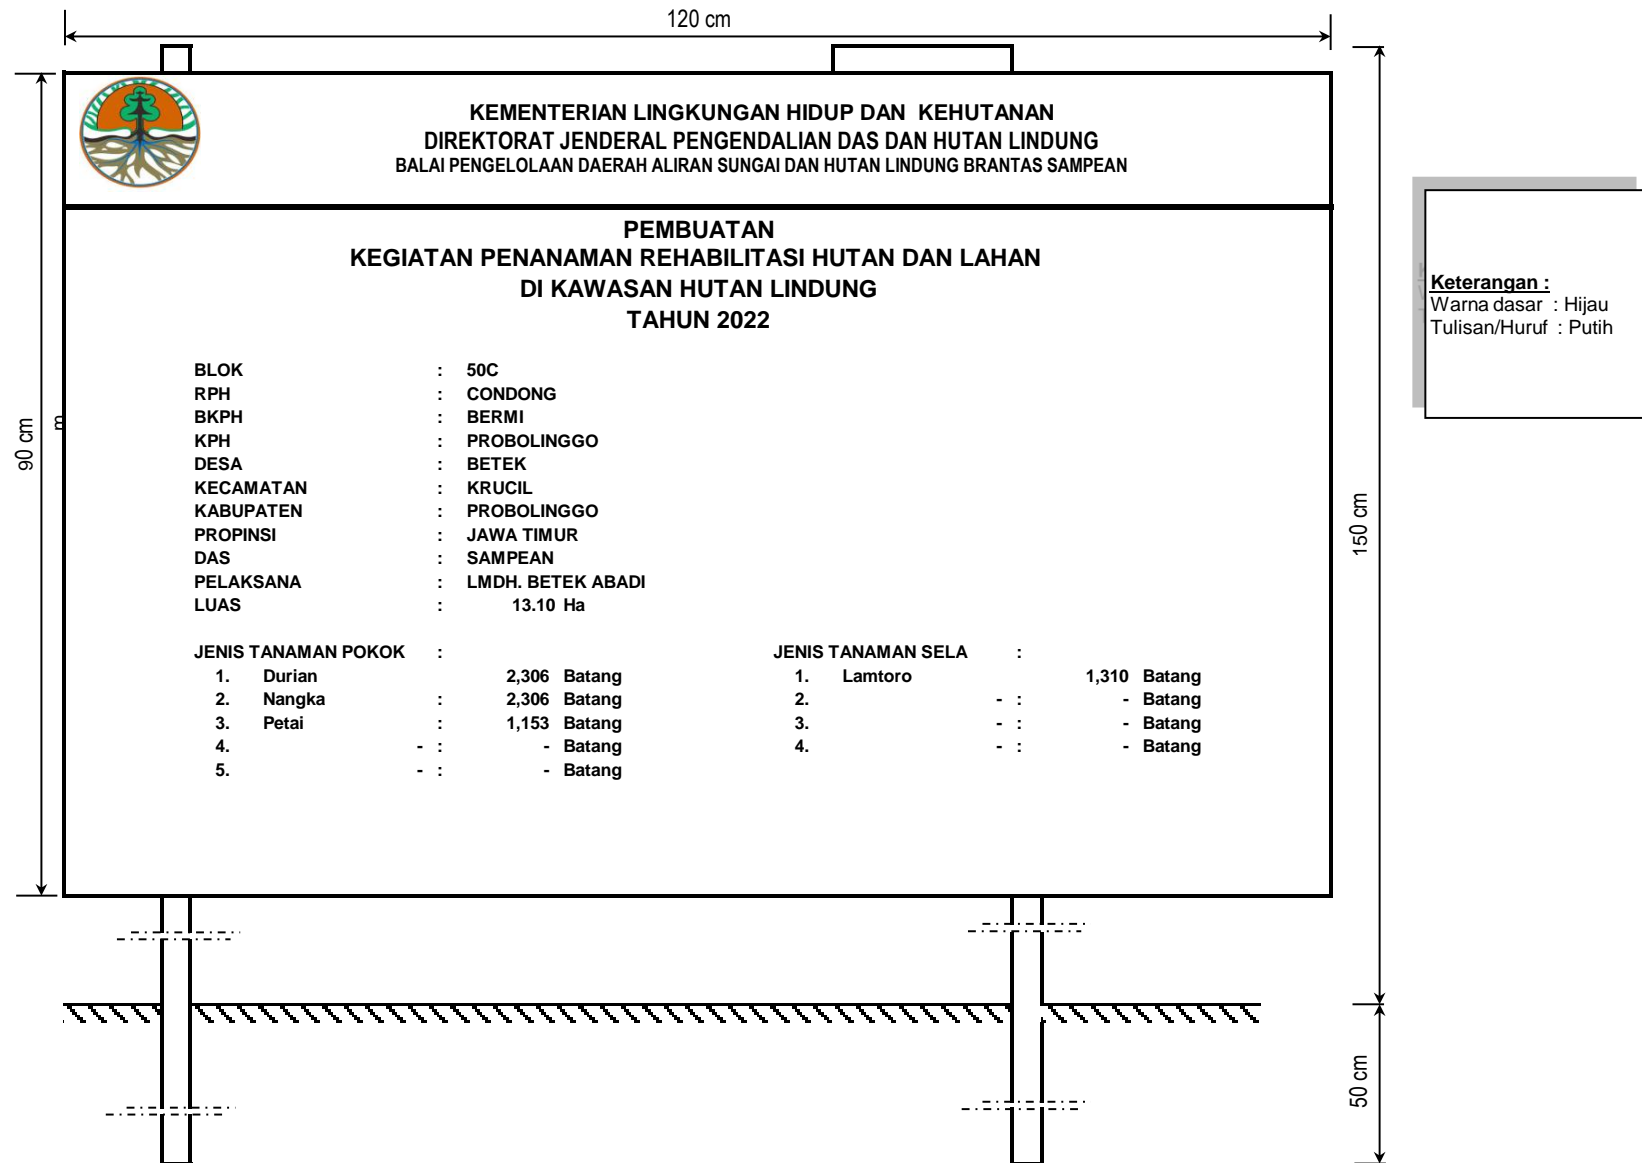 120 cm
KEMENTERIAN LINGKUNGAN HIDUP DAN KEHUTANAN
DIREKTORAT JENDERAL PENGENDALIAN DAS DAN HUTAN LINDUNG
BALAI PENGELOLAAN DAERAH ALIRAN SUNGAI DAN HUTAN LINDUNG BRANTAS SAMPEAN
PEMBUATAN
KEGIATAN PENANAMAN REHABILITASI HUTAN DAN LAHAN
DI KAWASAN HUTAN LINDUNG
TAHUN 2022
BLOK : 50C
RPH : CONDONG
BKPH : BERMI
KPH : PROBOLINGGO
DESA : BETEK
KECAMATAN : KRUCIL
KABUPATEN : PROBOLINGGO
PROPINSI : JAWA TIMUR
DAS : SAMPEAN
PELAKSANA : LMDH. BETEK ABADI
LUAS : 13.10 Ha
JENIS TANAMAN POKOK : JENIS TANAMAN SELA :
1. Durian 2,306 Batang 1. Lamtoro 1,310 Batang
2. Nangka : 2,306 Batang 2. - : - Batang
3. Petai : 1,153 Batang 3. - : - Batang
4. - : - Batang 4. - : - Batang
5. - : - Batang
90 cm
m
150 cm
50 cm
Keterangan :
Warna dasar : Hijau
Tulisan/Huruf : Putih